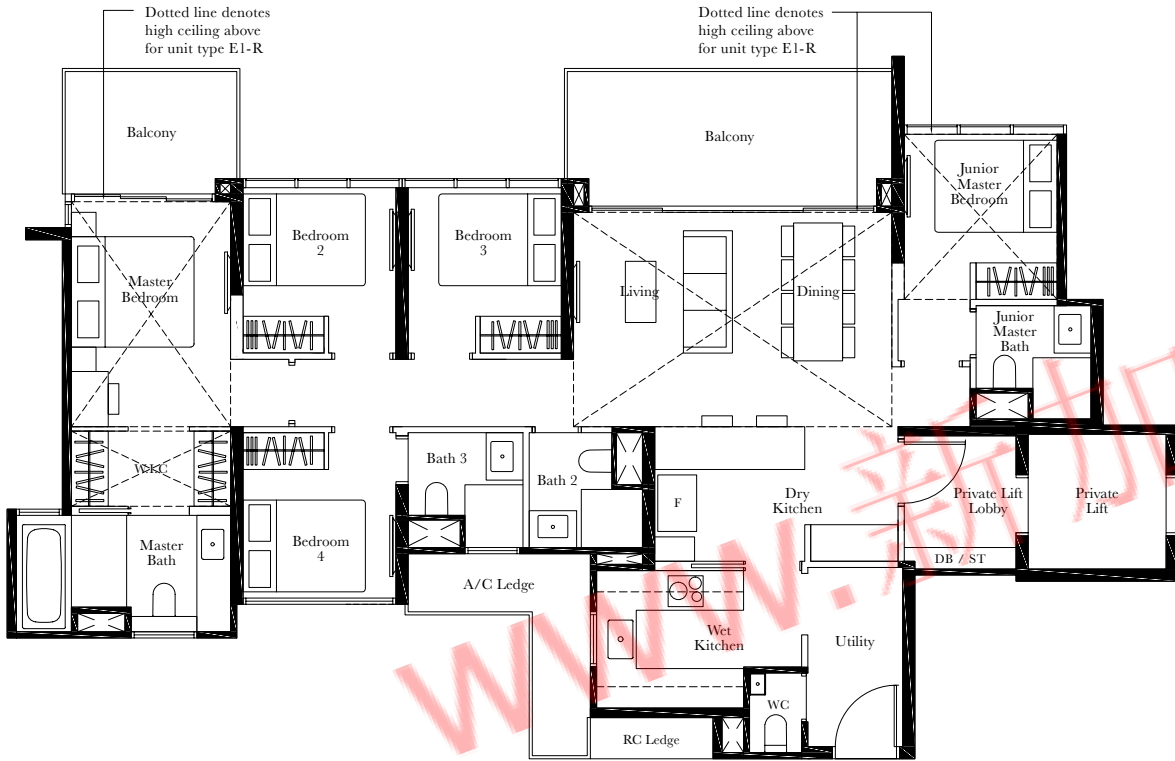 Dotted line denotes
high ceiling above
for unit type E1-R
Dotted line denotes
high ceiling above
for unit type E1-R
Balcony
Balcony
Junior
Master
Bedroom
Bedroom
2
Bedroom
3
Master
Bedroom
Living
Dining
Junior
Master
Bath
W.I.C
Bath 3
Bath 2
F
Dry
Kitchen
Private Lift
Lobby
Private
Lift
Master
Bath
Bedroom
4
A/C Ledge
DB / ST
Wet
Kitchen
Utility
WC
RC Ledge
www.新加